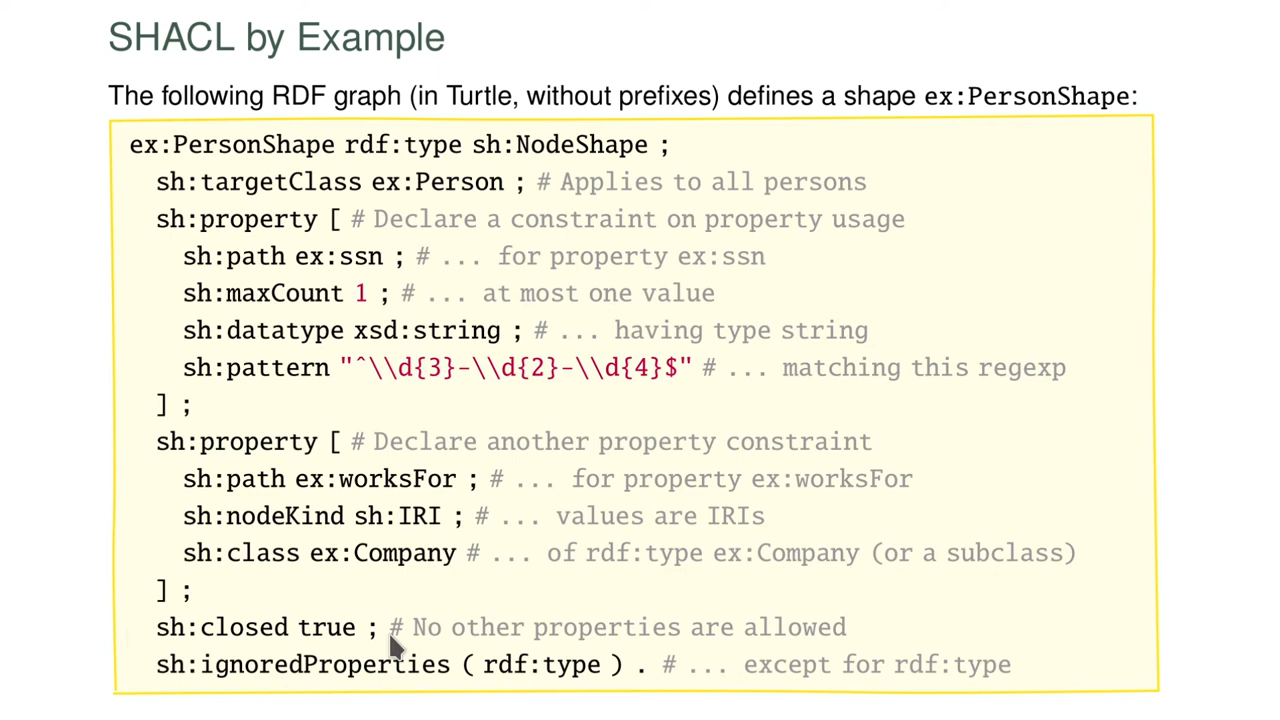 SHACL by Example
The following RDF graph (in Turtle, without prefixes) defines a shape ex:PersonShape:
ex:PersonShape rdf:type sh:NodeShape ;
sh:targetClass ex:Person ; # Applies to all persons
sh:property [ # Declare a constraint on property usage
sh:path ex:ssn ; # ... for property ex:ssn
sh:maxCount 1 ; # ... at most one value
sh:datatype xsd:string ; # ... having type string
sh:pattern "^\\d{3}-\\d{2}-\\d{4}$" # ... matching this regexp
] ;
sh:property [ # Declare another property constraint
sh:path ex:worksFor ; # ... for property ex:worksFor
sh:nodeKind sh:IRI ; # ... values are IRIs
sh:class ex:Company # ... of rdf:type ex:Company (or a subclass)
] ;
sh:closed true ; # No other properties are allowed
sh:ignoredProperties ( rdf:type ) . # ... except for rdf:type